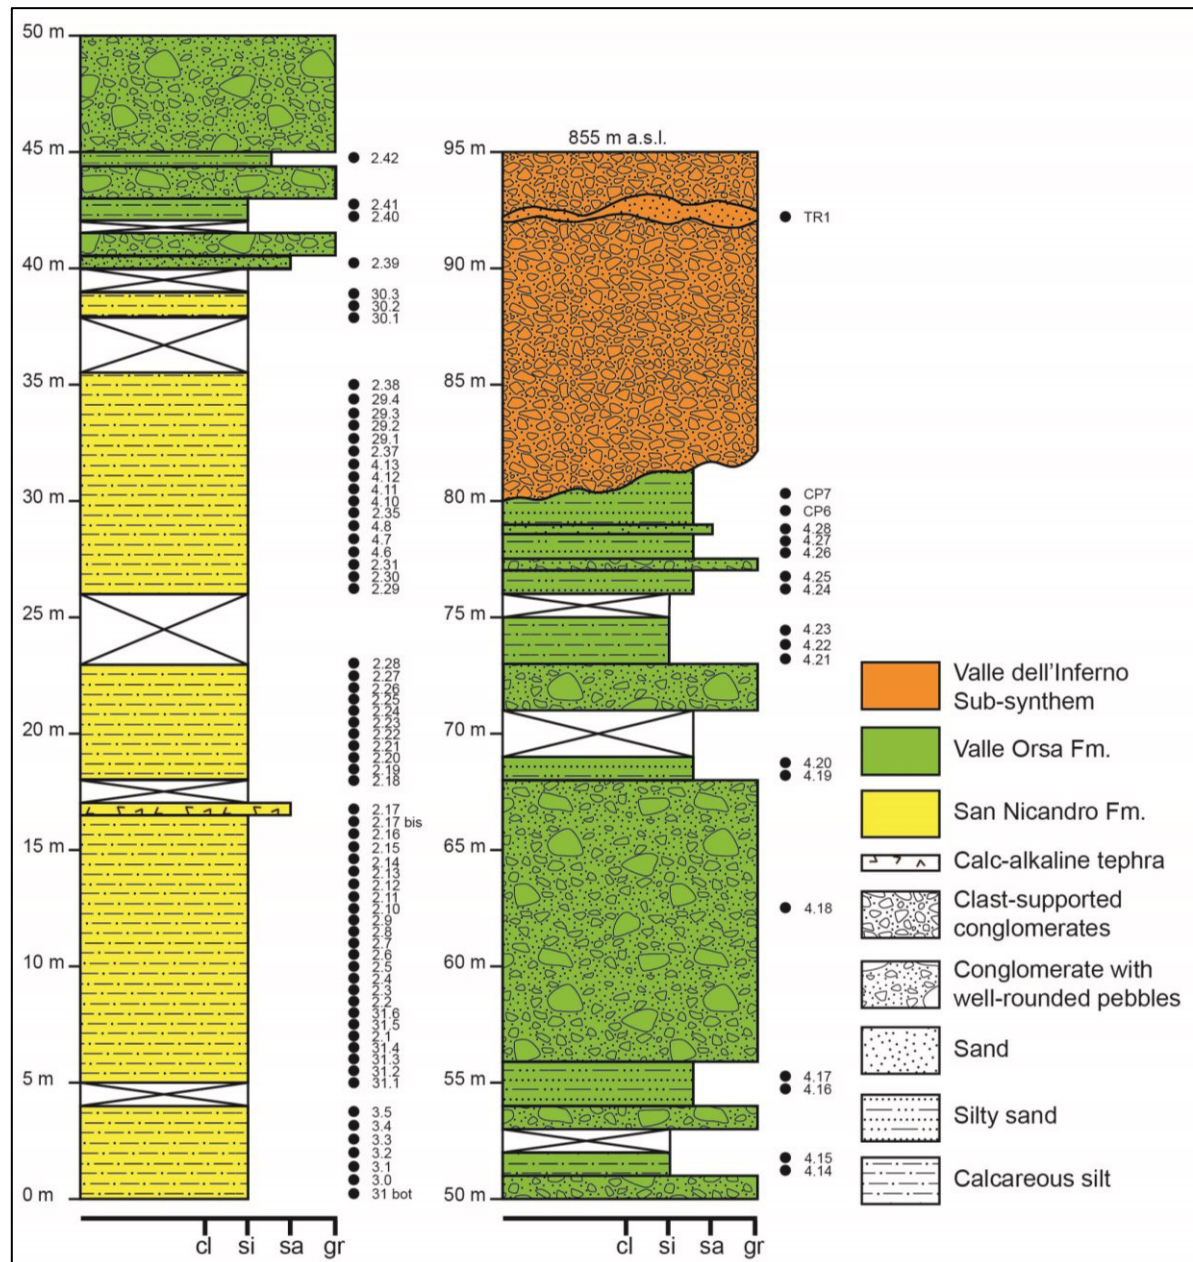 50 m
45 m
40 m
35 m
30 m
25 m
20 m
15 m
10 m
5 m
0 m
2.42
2.41
2.40
2.39
30.3
30.2
30.1
2.38
29.4
29.3
29.2
29.1
2.37
4.13
4.12
4.11
4.10
2.35
4.8
4.7
4.6
2.31
2.30
2.29
2.28
2.27
2.26
2.25
2.24
2.23
2.22
2.21
2.20
2.19
2.18
2.17
2.17 bis
2.16
2.15
2.14
2.13
2.12
2.11
2.10
2.9
2.8
2.7
2.6
2.5
2.4
2.3
2.2
31.6
31.5
2.1
31.4
31.3
31.2
31.1
3.5
3.4
3.3
3.2
3.1
3.0
31 bot
cl si sa gr
855 m a.s.l.
95 m
90 m
85 m
80 m
75 m
70 m
65 m
60 m
55 m
50 m
TR1
CP7
CP6
4.28
4.27
4.26
4.25
4.24
4.23
4.22
4.21
4.20
4.19
4.18
4.17
4.16
4.15
4.14
cl si sa gr
Valle dell'Inferno
Sub-synthem
Valle Orsa Fm.
San Nicandro Fm.
Calc-alkaline tephra
Clast-supported
conglomerates
Conglomerate with
well-rounded pebbles
Sand
Silty sand
Calcareous silt